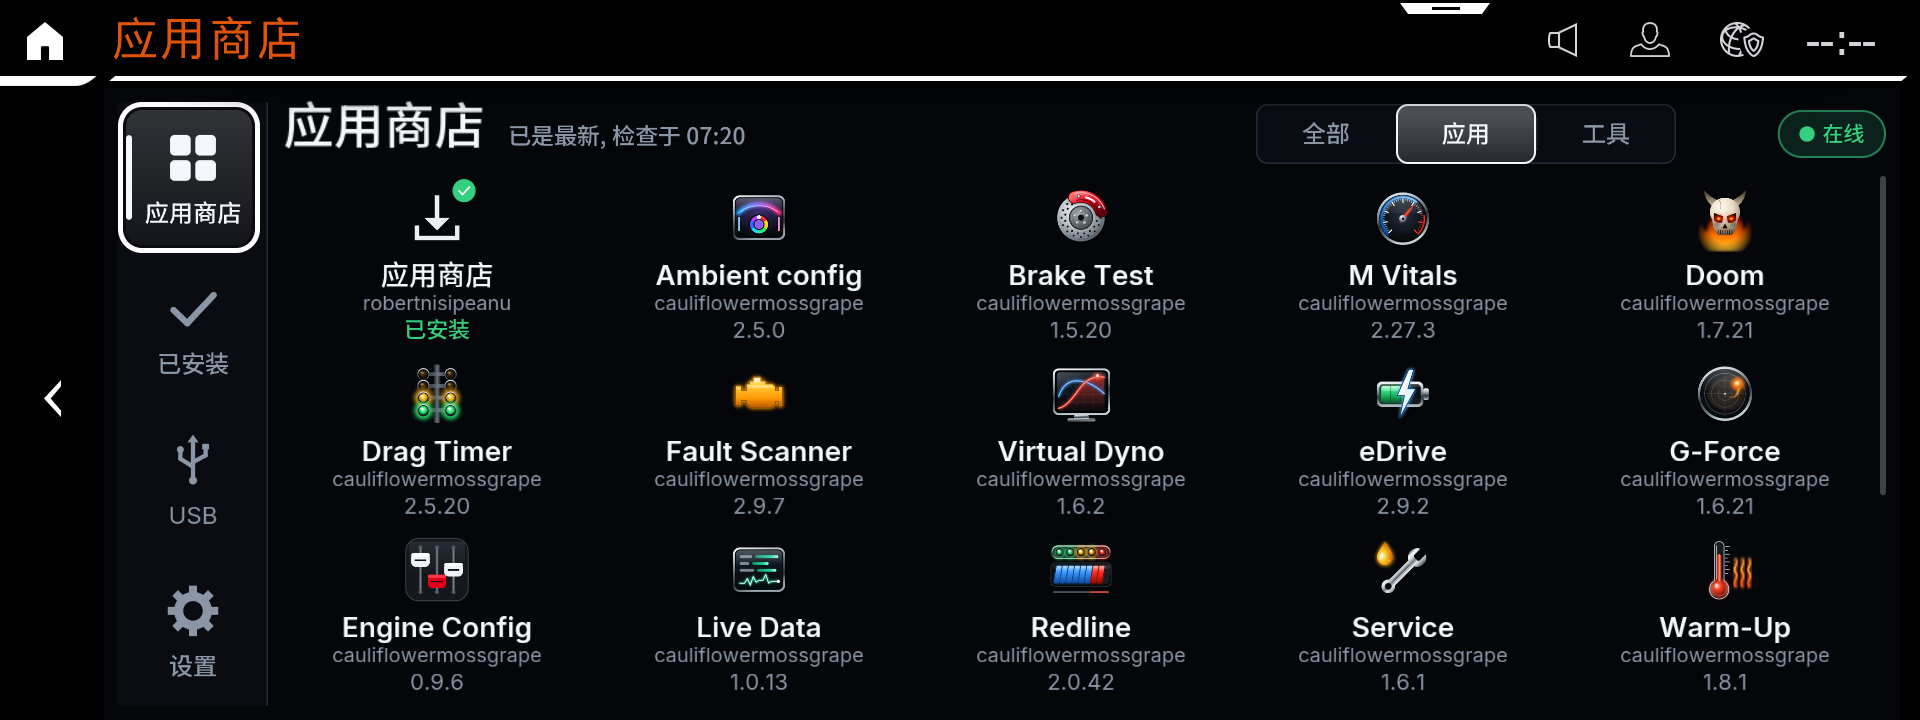 应用商店
--:--
应用商店
已是最新, 检查于 07:20
全部
应用
工具
在线
应用商店
已安装
USB
设置
应用商店
robertnisipeanu
已安装
Ambient config
cauliflowermossgrape
2.5.0
Brake Test
cauliflowermossgrape
1.5.20
M Vitals
cauliflowermossgrape
2.27.3
Doom
cauliflowermossgrape
1.7.21
Drag Timer
cauliflowermossgrape
2.5.20
Fault Scanner
cauliflowermossgrape
2.9.7
Virtual Dyno
cauliflowermossgrape
1.6.2
eDrive
cauliflowermossgrape
2.9.2
G-Force
cauliflowermossgrape
1.6.21
Engine Config
cauliflowermossgrape
0.9.6
Live Data
cauliflowermossgrape
1.0.13
Redline
cauliflowermossgrape
2.0.42
Service
cauliflowermossgrape
1.6.1
Warm-Up
cauliflowermossgrape
1.8.1